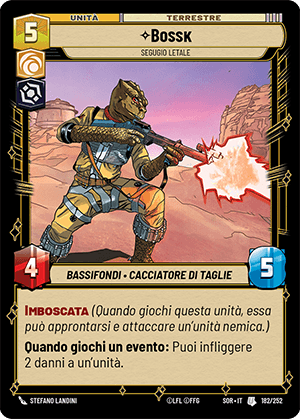 5
UNITÀ
TERRESTRE
BOSSK
SEGUGIO LETALE
4
BASSIFONDI • CACCIATORE DI TAGLIE
5
IMBOSCATA (Quando giochi questa unità, essa
può approntarsi e attaccare un'unità nemica.)
Quando giochi un evento: Puoi infliggere
2 danni a un'unità.
STEFANO LANDINI
©LFL ©FFG
SOR • IT
182/252